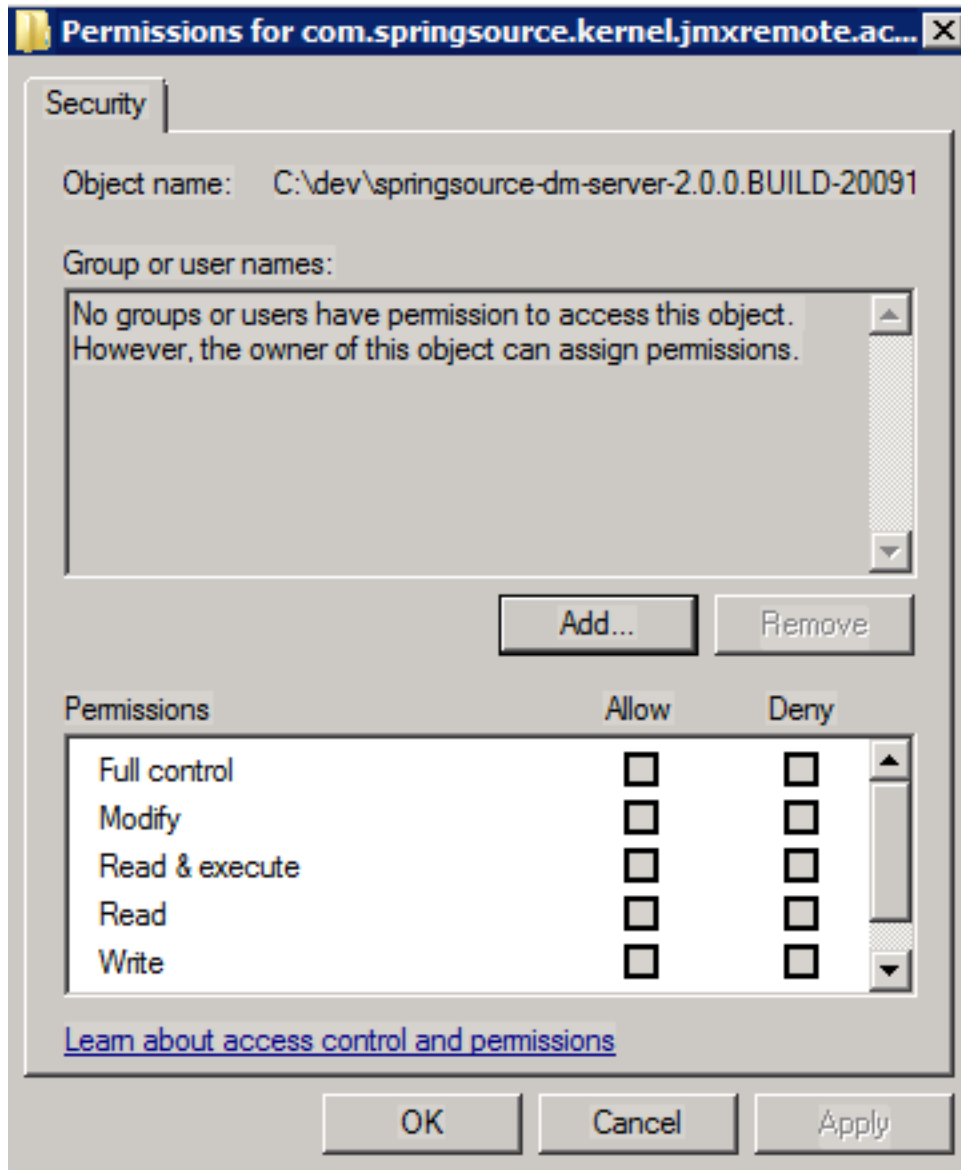 Permissions for com.springsource.kernel.jmxremote.ac...
Security
Object name: C:\dev\springsource-dm-server-2.0.0.BUILD-20091
Group or user names:
No groups or users have permission to access this object.
However, the owner of this object can assign permissions.
Add...
Remove
Permissions Allow Deny
Full control
Modify
Read & execute
Read
Write
Learn about access control and permissions
OK Cancel Apply